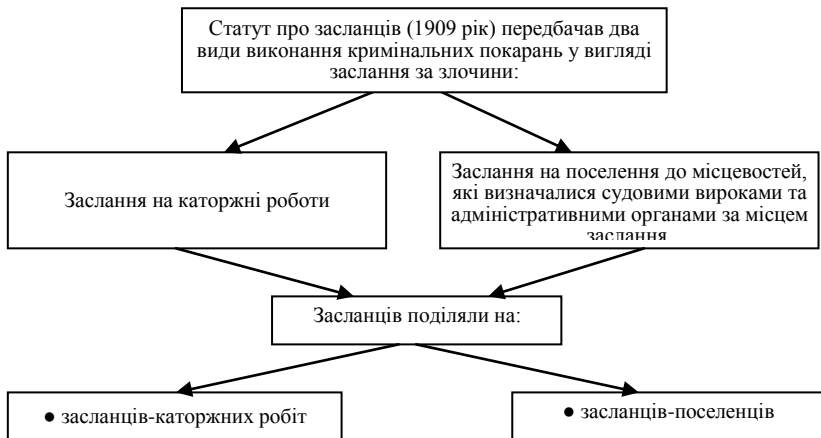 Статут про засланців (1909 рік) передбачав два
види виконання кримінальних покарань у вигляді
заслання за злочини:
Заслання на каторжні роботи
Заслання на поселення до місцевостей,
які визначалися судовими вироками та
адміністративними органами за місцем
заслання
Засланців поділяли на:
● засланців-каторжних робіт
● засланців-поселенців